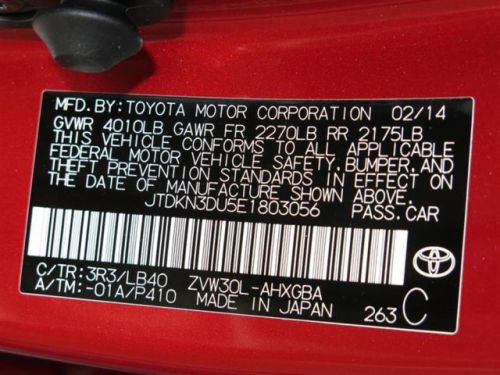 MFD.BY:TOYOTA MOTOR CORPORATION 02/14
GVWR 4010LB GAWR FR 2270LB RR 2175LB
THIS VEHICLE CONFORMS TO ALL APPLICABLE
FEDERAL MOTOR VEHICLE SAFETY,BUMPER,AND
THEFT PREVENTION STANDARDS IN EFFECT ON
THE DATE OF MANUFACTURE SHOWN ABOVE.
JTDKN3DU5E1803056 PASS.CAR
C/TR:3R3/LB40 ZVW30L-AHXGBA
A/TM:-01A/P410 MADE IN JAPAN 263 C
TOYOTA